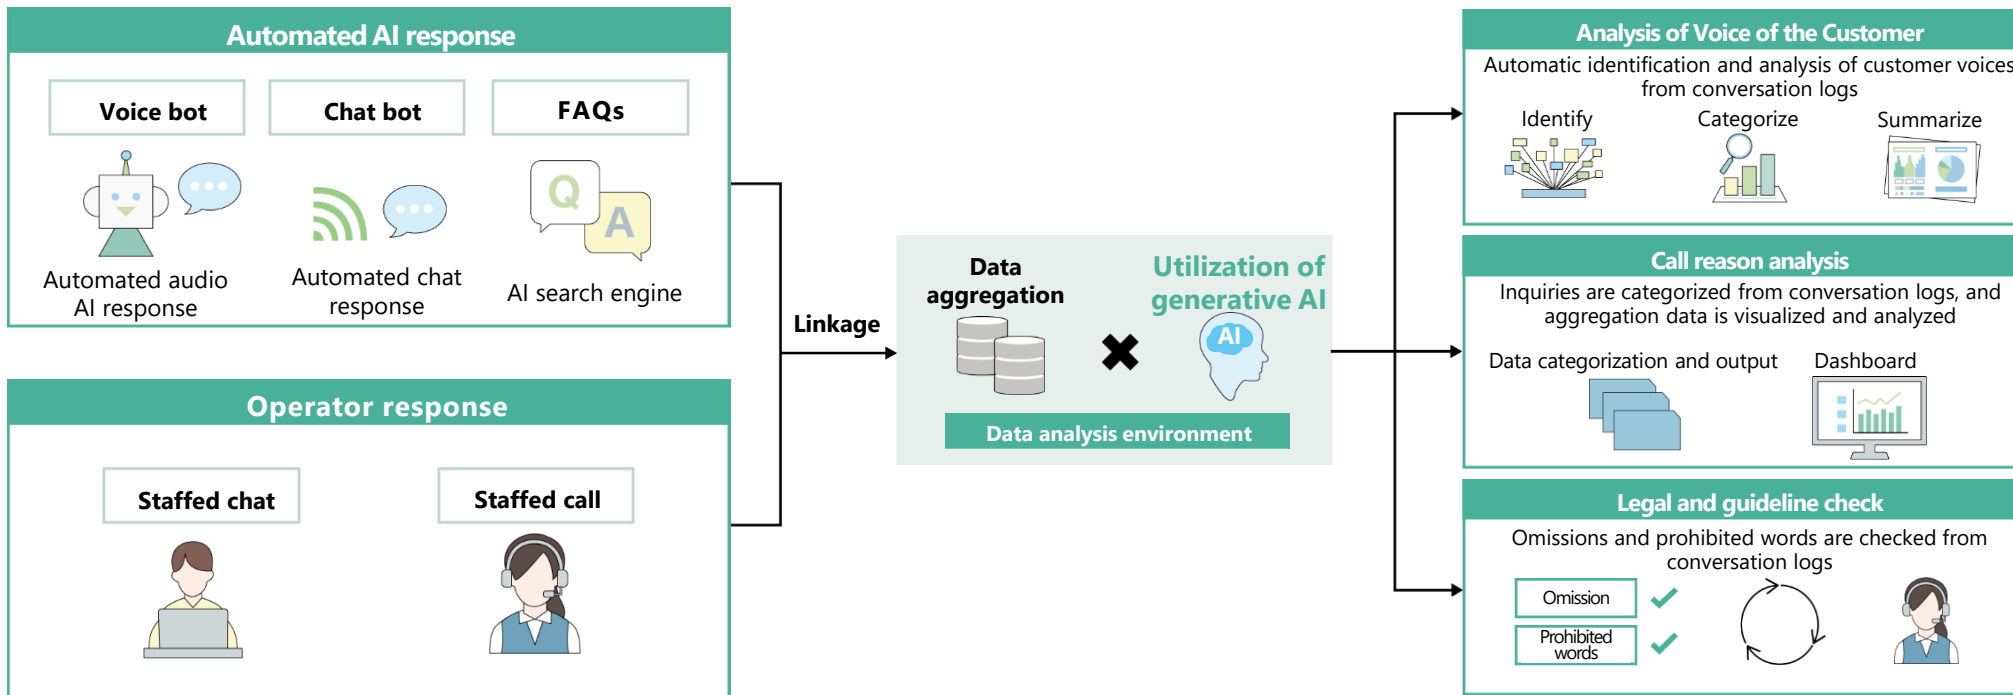 Automated AI response
Voice bot
Chat bot
FAQs
Q
A
Automated audio
AI response
Automated chat
response
AI search engine
Operator response
Staffed chat
Staffed call
Linkage
Data
aggregation
Utilization of
generative AI
AI
Data analysis environment
Analysis of Voice of the Customer
Automatic identification and analysis of customer voices
from conversation logs
Identify
Categorize
Summarize
Call reason analysis
Inquiries are categorized from conversation logs, and
aggregation data is visualized and analyzed
Data categorization and output
Dashboard
Legal and guideline check
Omissions and prohibited words are checked from
conversation logs
Omission
Prohibited
words